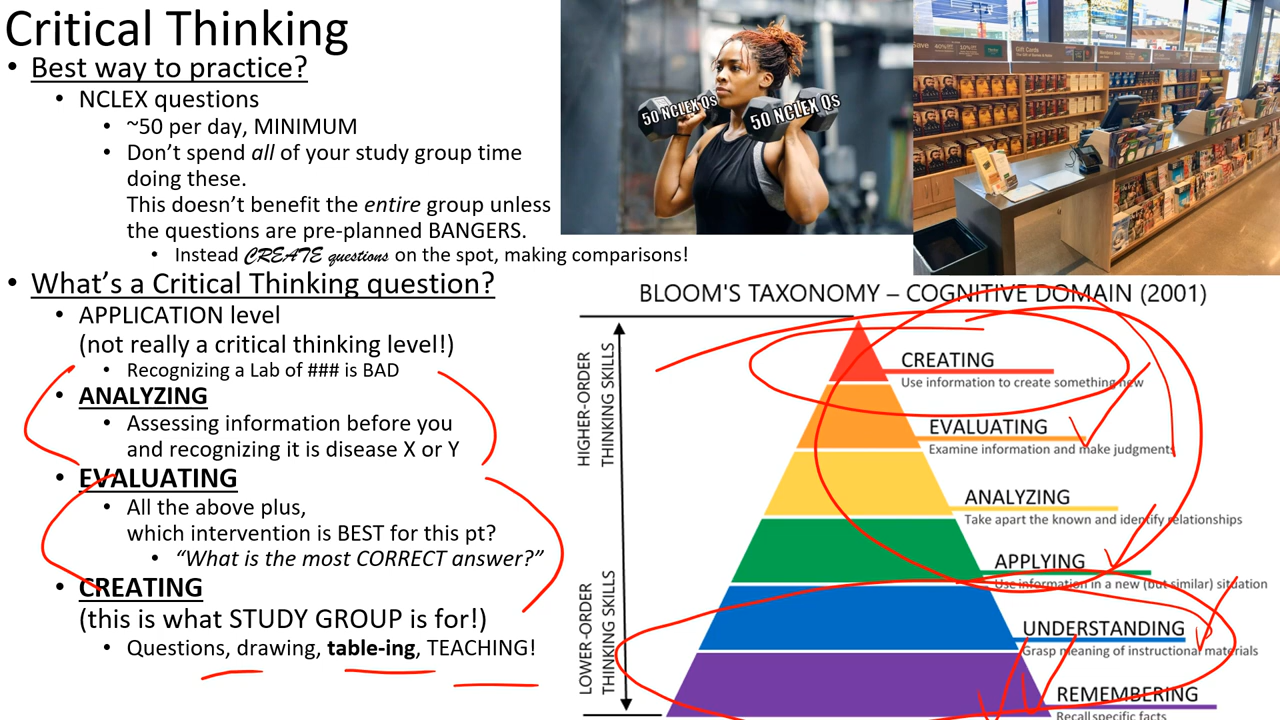 Critical Thinking
• Best way to practice?
• NCLEX questions
• ~50 per day, MINIMUM
• Don't spend all of your study group time
doing these.
This doesn't benefit the entire group unless
the questions are pre-planned BANGERS.
• Instead CREATE questions on the spot, making comparisons!
50 NCLEX Qs
50 NCLEX Qs
Gift Cards
• What's a Critical Thinking question?
• APPLICATION level
(not really a critical thinking level!)
• Recognizing a Lab of ### is BAD
• ANALYZING
• Assessing information before you
and recognizing it is disease X or Y
• EVALUATING
• All the above plus,
which intervention is BEST for this pt?
• “What is the most CORRECT answer?”
• CREATING
(this is what STUDY GROUP is for!)
• Questions, drawing, table-ing, TEACHING!
BLOOM'S TAXONOMY – COGNITIVE DOMAIN (2001)
HIGHER-ORDER
THINKING SKILLS
LOWER-ORDER
THINKING SKILLS
CREATING
Use information to create something new
EVALUATING
Examine information and make judgments
ANALYZING
Take apart the known and identify relationships
APPLYING
Use information in a new (but similar) situation
UNDERSTANDING
Grasp meaning of instructional materials
REMEMBERING
Recall specific facts